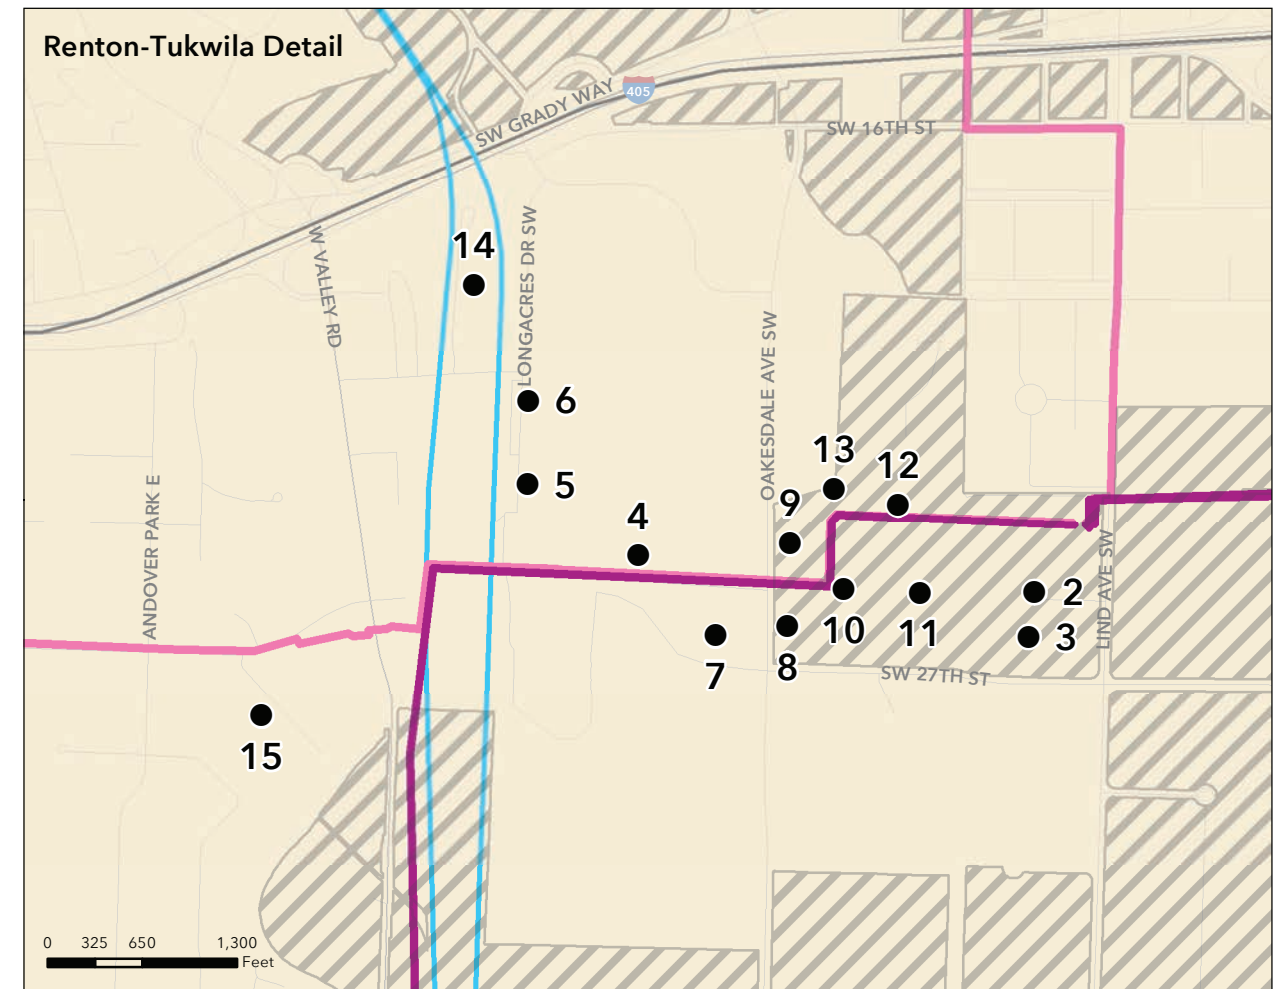 Renton-Tukwila Detail
SW GRADY WAY
405
SW 16TH ST
W VALLEY RD
LONGACRES DR SW
14
6
5
OAKESDALE AVE SW
13
12
9
4
ANDOVER PARK E
LIND AVE SW
2
10
11
3
8
7
SW 27TH ST
15
0 325 650 1,300
Feet